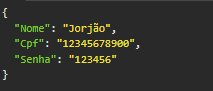 {
"Nome": "Jorjão",
"Cpf": "12345678900",
"Senha": "123456"
}